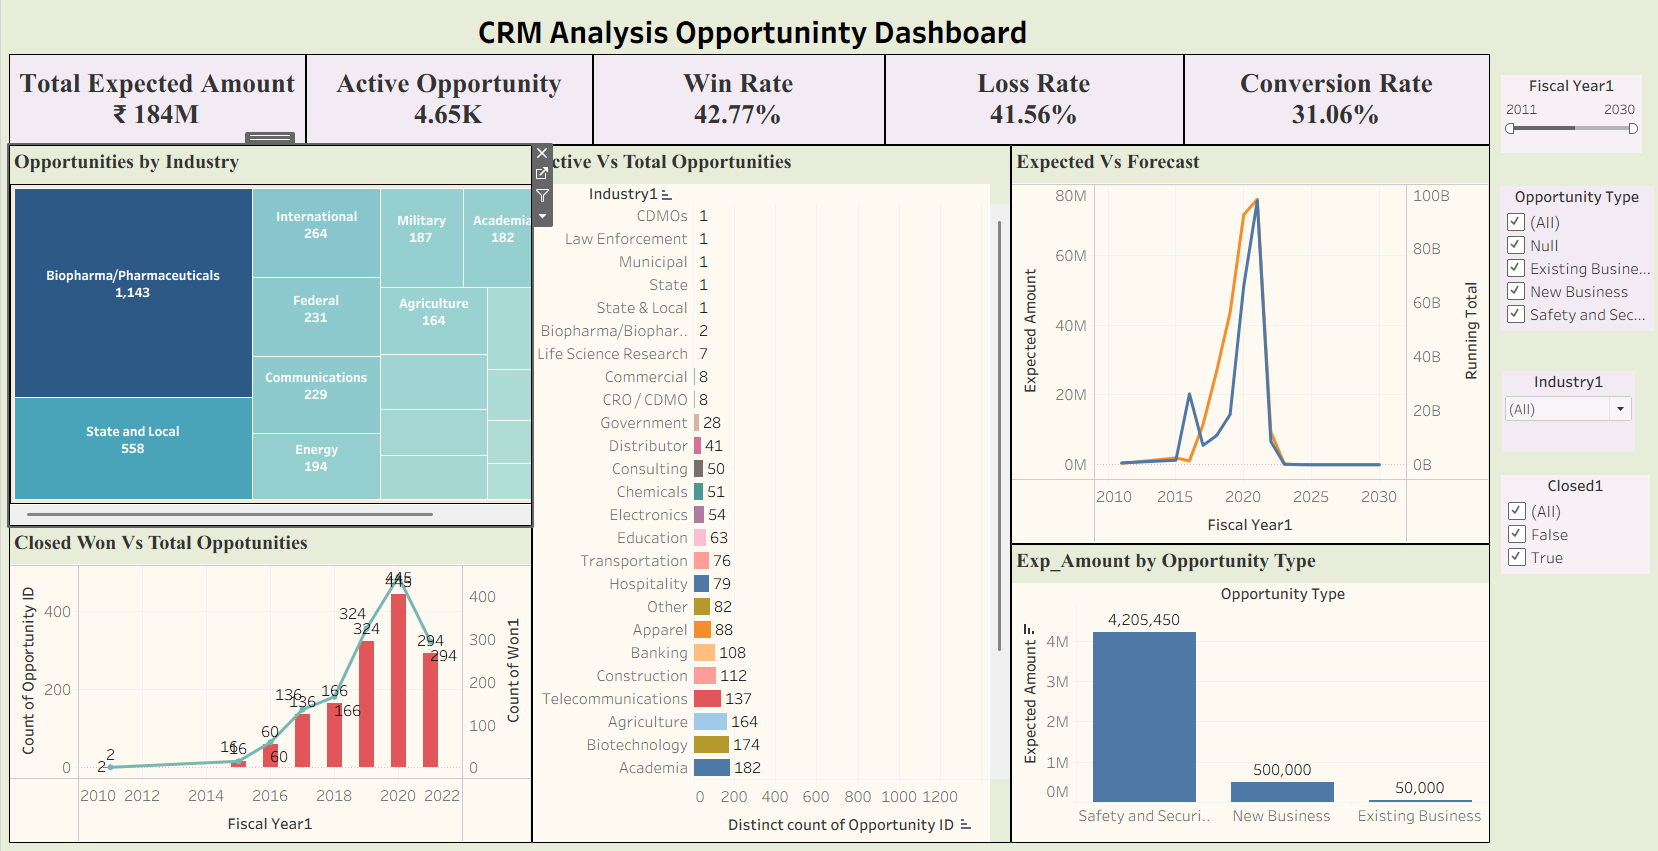 CRM Analysis Opportuninty Dashboard
Total Expected Amount
₹ 184M
Active Opportunity
4.65K
Win Rate
42.77%
Loss Rate
41.56%
Conversion Rate
31.06%
Fiscal Year1
2011 2030
Opportunity Type
(All)
Null
Existing Busine...
New Business
Safety and Sec...
Industry1
(All)
Closed1
(All)
False
True
Opportunities by Industry
Biopharma/Pharmaceuticals
1,143
State and Local
558
International
264
Federal
231
Communications
229
Energy
194
Military
187
Academia
182
Agriculture
164
Closed Won Vs Total Oppotunities
Count of Opportunity ID
400
200
0
2
2
16
16
60
60
136
136
166
166
324
324
445
445
294
294
400
300
200
100
0
Count of Won1
2010 2012 2014 2016 2018 2020 2022
Fiscal Year1
ctive Vs Total Opportunities
Industry1
CDMOs 1
Law Enforcement 1
Municipal 1
State 1
State & Local 1
Biopharma/Biophar.. 2
Life Science Research 7
Commercial 8
CRO / CDMO 8
Government 28
Distributor 41
Consulting 50
Chemicals 51
Electronics 54
Education 63
Transportation 76
Hospitality 79
Other 82
Apparel 88
Banking 108
Construction 112
Telecommunications 137
Agriculture 164
Biotechnology 174
Academia 182
0 200 400 600 800 1000 1200
Distinct count of Opportunity ID
Expected Vs Forecast
Expected Amount
80M
60M
40M
20M
0M
100B
80B
60B
40B
20B
0B
Running Total
2010 2015 2020 2025 2030
Fiscal Year1
Exp_Amount by Opportunity Type
Opportunity Type
Expected Amount
4M
3M
2M
1M
0M
4,205,450
500,000
50,000
Safety and Securi.. New Business Existing Business